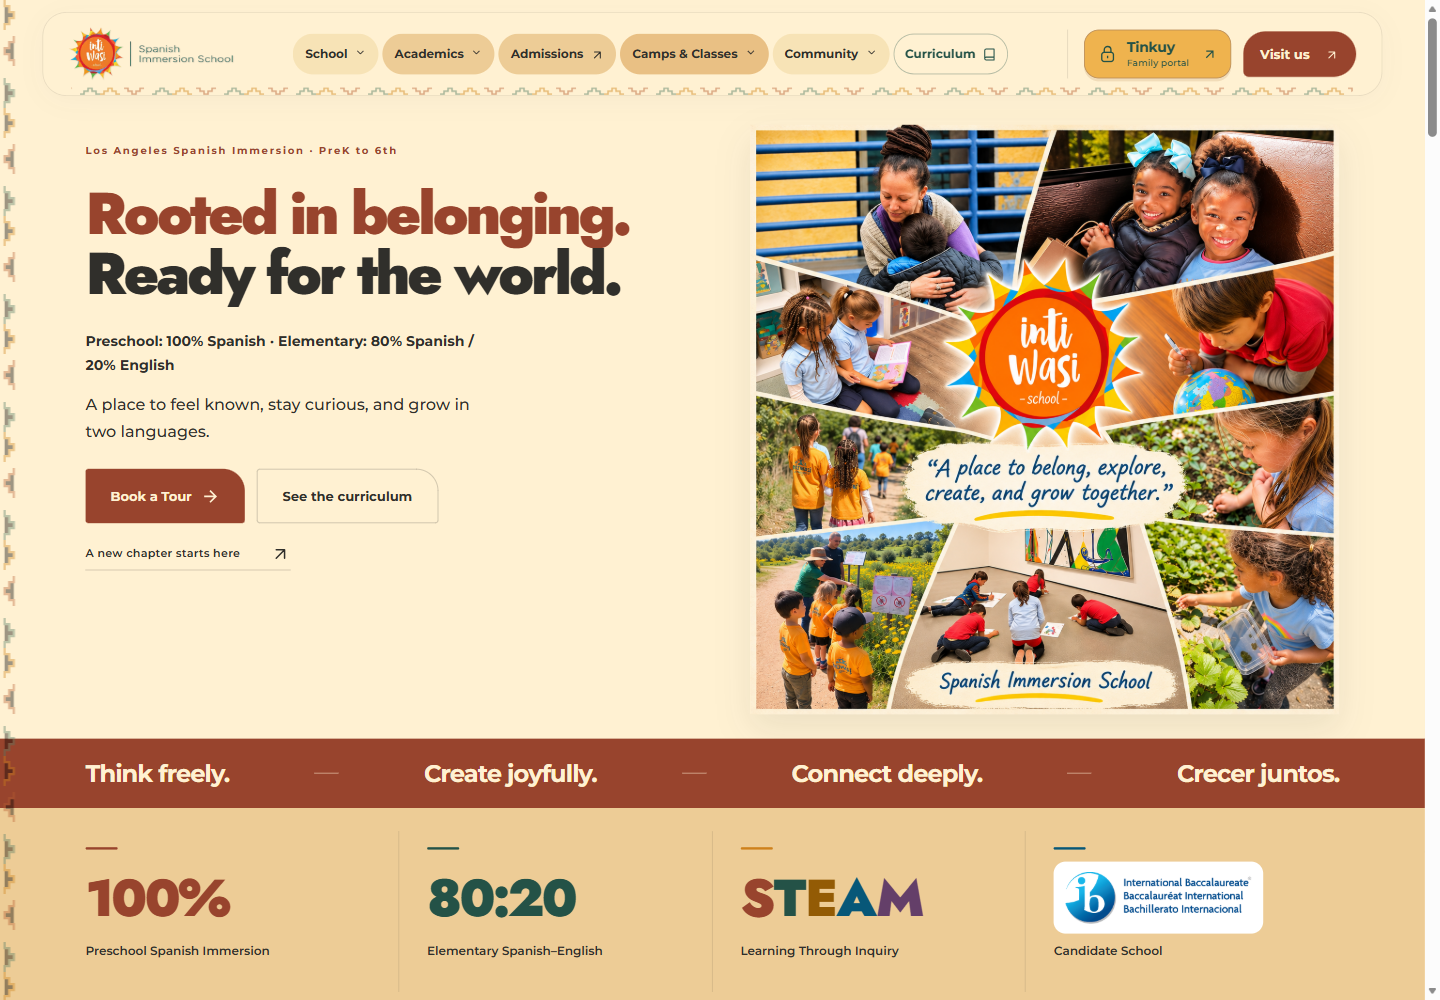 inti
Wasi
Spanish
Immersion School
School
Academics
Admissions
Camps & Classes
Community
Curriculum
Tinkuy
Family portal
Visit us
Los Angeles Spanish Immersion · PreK to 6th
Rooted in belonging.
Ready for the world.
Preschool: 100% Spanish · Elementary: 80% Spanish /
20% English
A place to feel known, stay curious, and grow in
two languages.
Book a Tour
See the curriculum
A new chapter starts here
inti
Wasi
- school -
“A place to belong, explore,
create, and grow together.”
Spanish Immersion School
Think freely.
Create joyfully.
Connect deeply.
Crecer juntos.
100%
Preschool Spanish Immersion
80:20
Elementary Spanish–English
STEAM
Learning Through Inquiry
ib
International Baccalaureate®
Baccalauréat International
Bachillerato Internacional
Candidate School